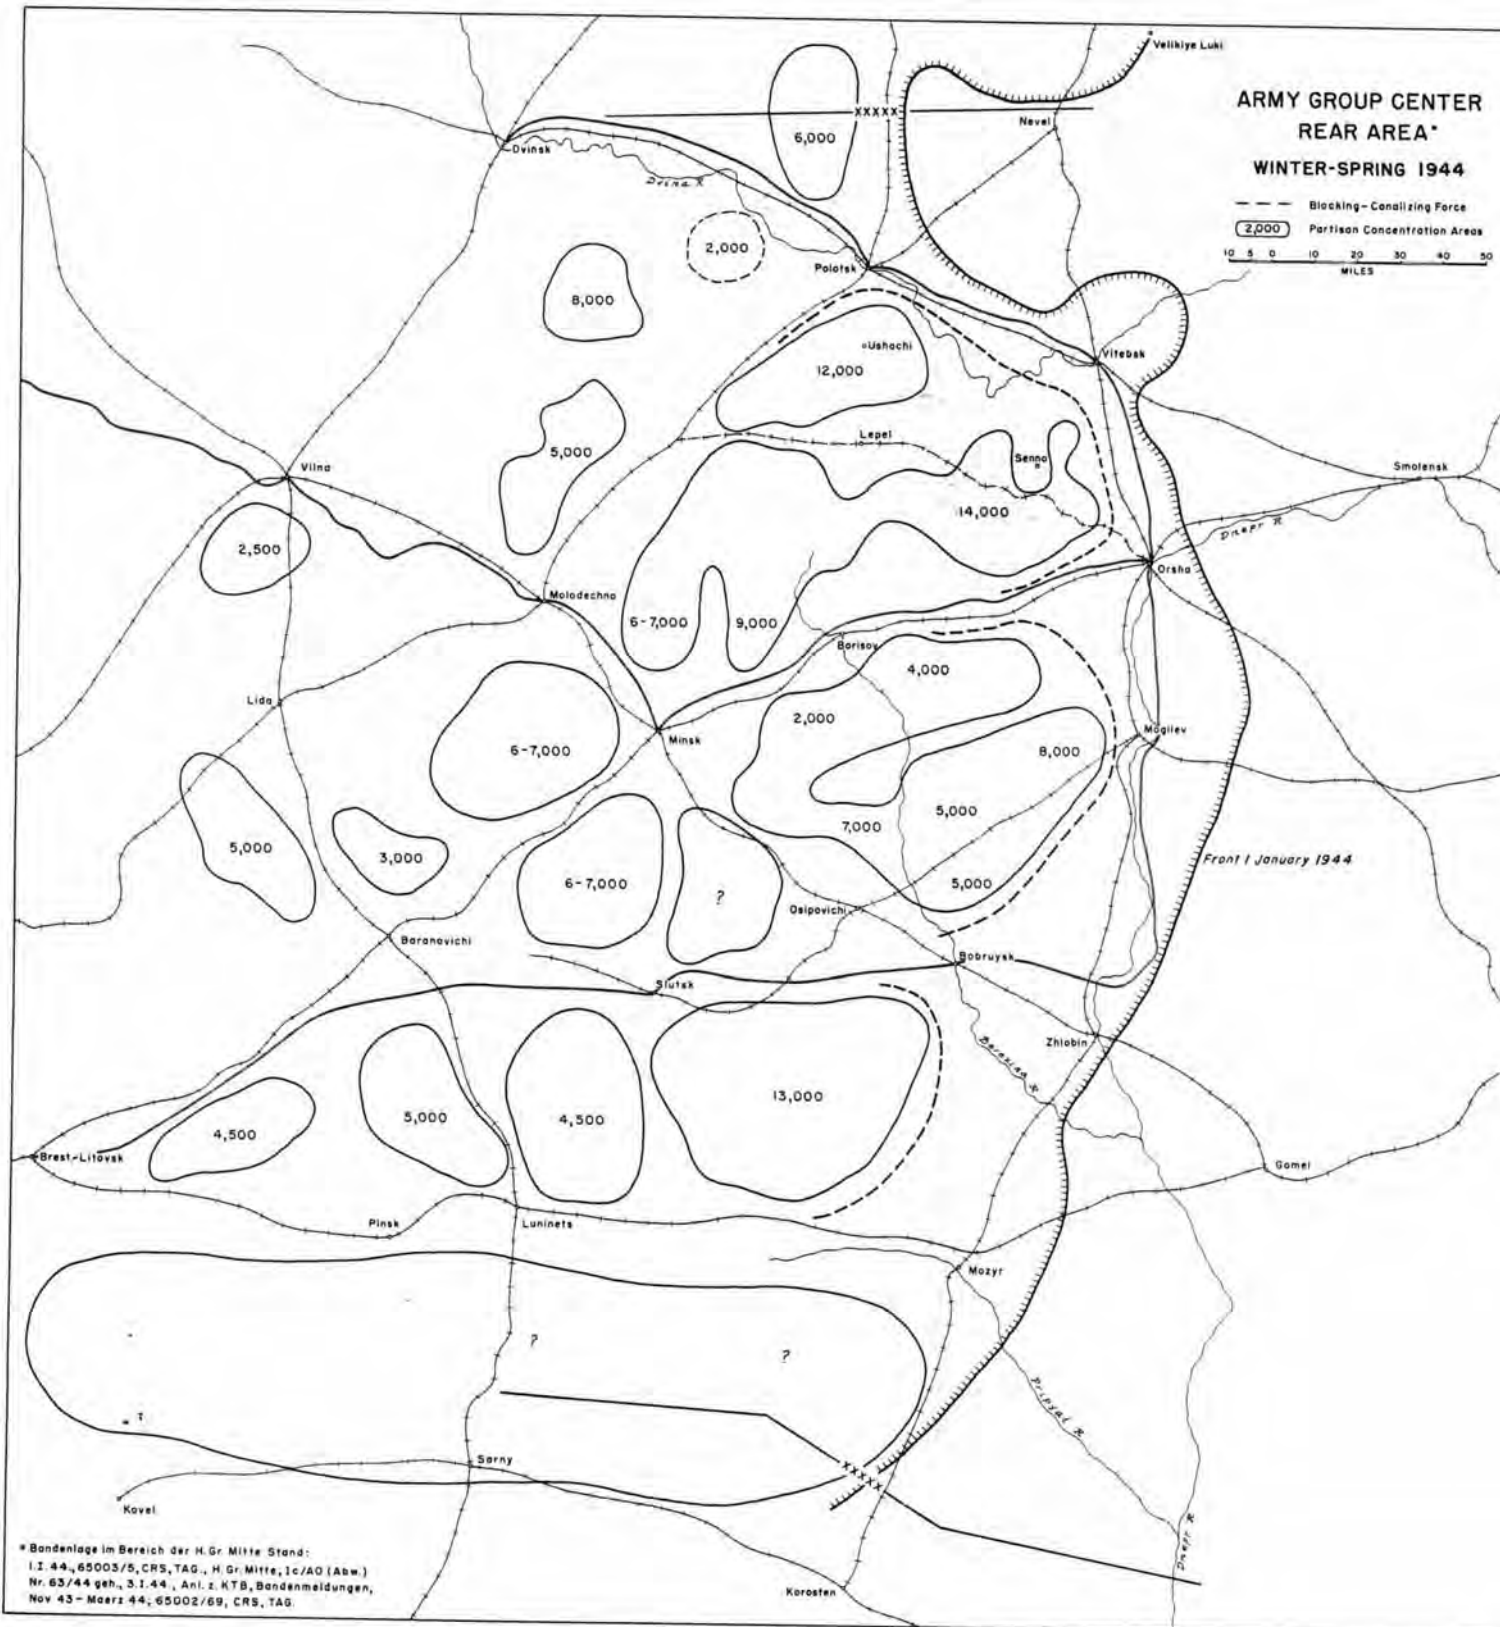 Velikiye Luki
ARMY GROUP CENTER
REAR AREA*
WINTER-SPRING 1944
Blocking-Canalizing Force
2,000 Partisan Concentration Areas
10 5 0 10 20 30 40 50
MILES
XXXXX
Nevel
6,000
Dvinsk
Dvina R
2,000
Polotsk
8,000
Ushachi
Vitebsk
12,000
Lepel
5,000
Senno
Vilna
Smolensk
14,000
Dnepr R
2,500
Orsha
Molodechno
6-7,000
9,000
Borisov
4,000
Lida
2,000
Minsk
Mogilev
6-7,000
8,000
5,000
7,000
5,000
3,000
Front 1 January 1944
6-7,000
5,000
?
Osipovichi
Baranovichi
Bobruysk
Slutsk
Zhlobin
Berezina R
13,000
5,000
4,500
4,500
Brest-Litovsk
Gomel
Pinsk
Luninets
Mozyr
?
?
Pripyat R
?
Sarny
XXXXX
Kovel
Dnepr R
* Bandenlage im Bereich der H.Gr. Mitte Stand:
1.I.44., 65003/5, CRS, TAG., H.Gr. Mitte, Ic/AO (Abw.)
Nr. 63/44 geh., 3.I.44., Anl. z. KTB, Bandenmeldungen,
Nov 43-Maerz 44; 65002/69, CRS, TAG.
Korosten